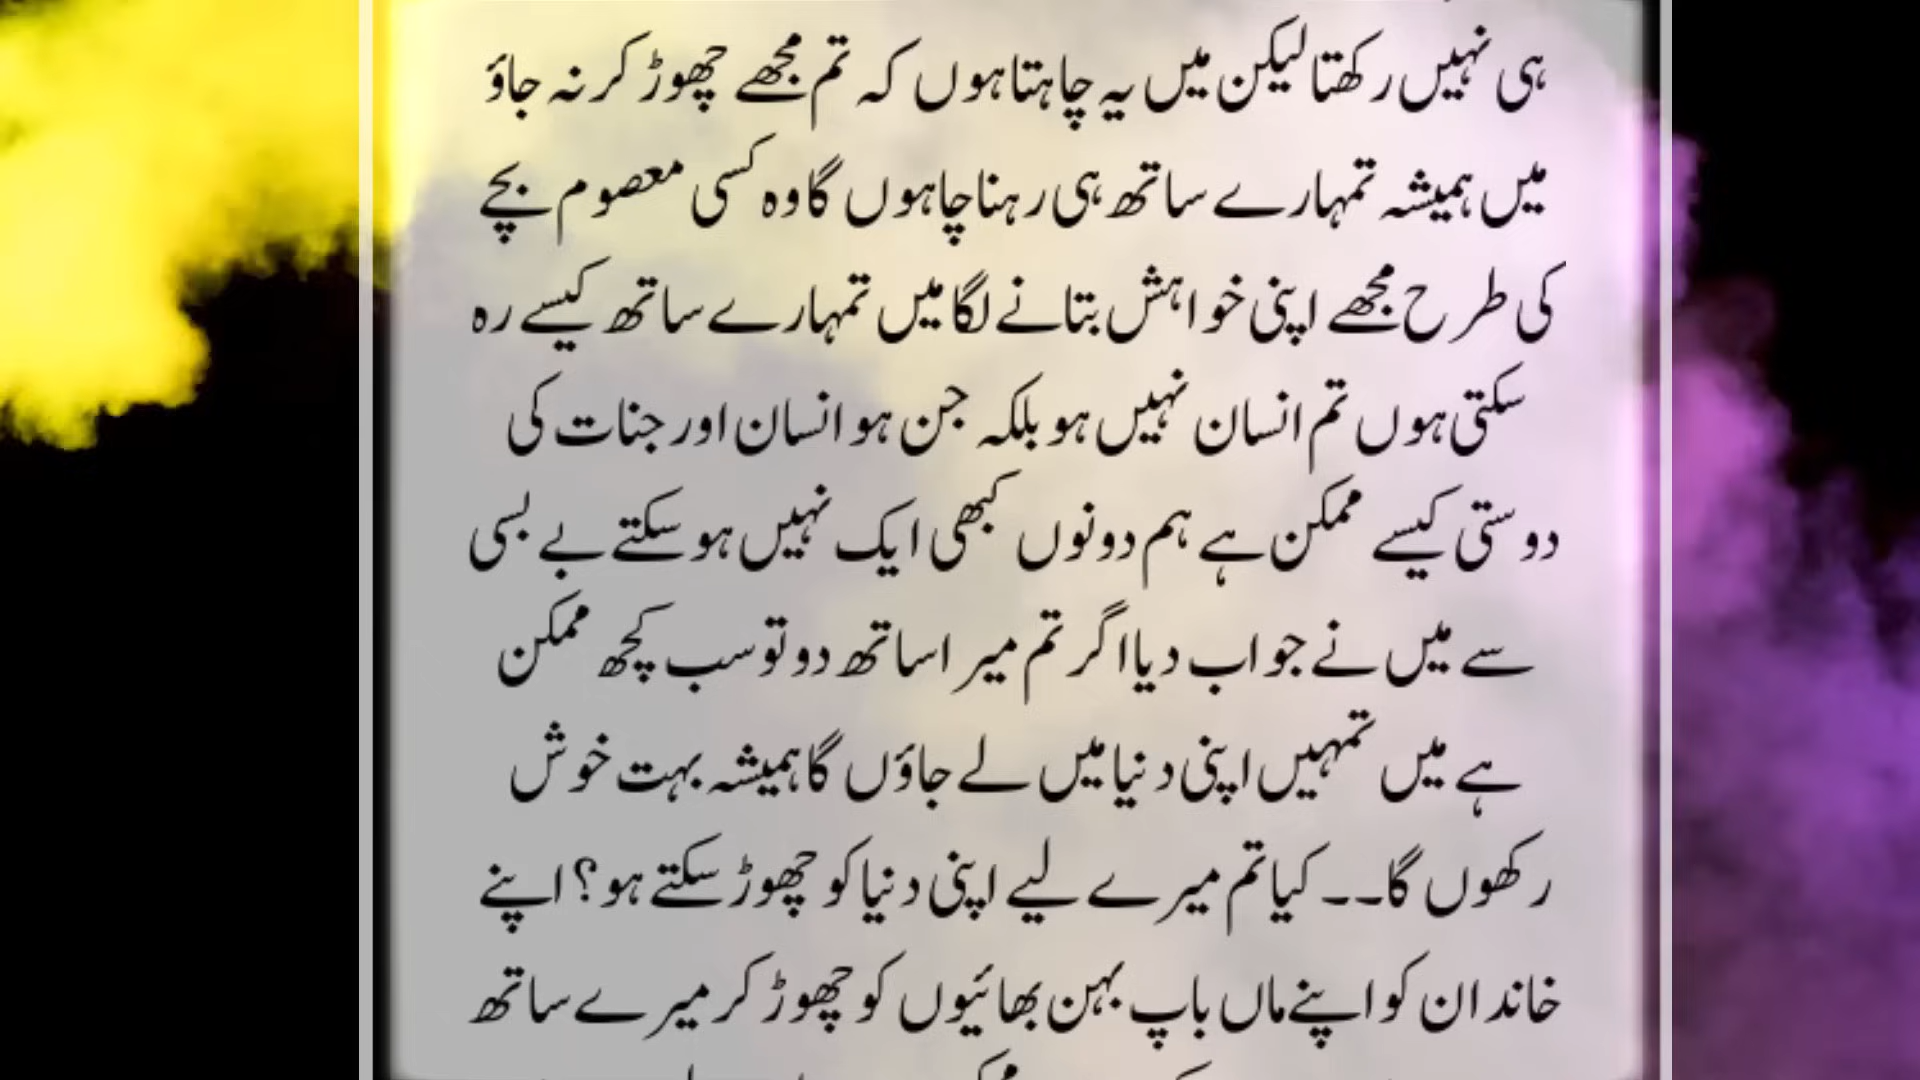 ہی نہیں رکھتا لیکن میں یہ چاہتا ہوں کہ تم مجھے چھوڑ کر نہ جاؤ
میں ہمیشہ تمہارے ساتھ ہی رہنا چاہوں گا وہ کسی معصوم بچے
کی طرح مجھے اپنی خواہش بتانے لگا میں تمہارے ساتھ کیسے رہ
سکتی ہوں تم انسان نہیں ہو بلکہ جن ہو انسان اور جنات کی
دوستی کیسے ممکن ہے ہم دونوں کبھی ایک نہیں ہو سکتے بے بسی
سے میں نے جواب دیا اگر تم میرا ساتھ دو تو سب کچھ ممکن
ہے میں تمہیں اپنی دنیا میں لے جاؤں گا ہمیشہ بہت خوش
رکھوں گا۔۔ کیا تم میرے لیے اپنی دنیا کو چھوڑ سکتے ہو؟ اپنے
خاندان کو اپنے ماں باپ بہن بھائیوں کو چھوڑ کر میرے ساتھ